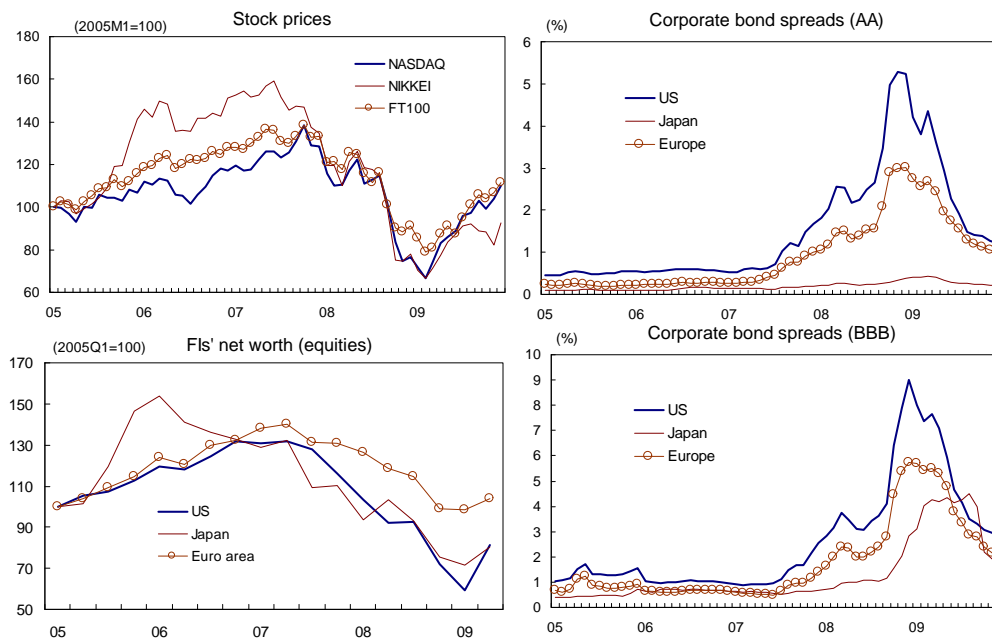 Stock prices
(2005M1=100)
180
160
140
120
100
80
60
NASDAQ
NIKKEI
FT100
05 06 07 08 09
Corporate bond spreads (AA)
(%)
6
5
4
3
2
1
0
US
Japan
Europe
05 06 07 08 09
FIs' net worth (equities)
(2005Q1=100)
170
150
130
110
90
70
50
US
Japan
Euro area
05 06 07 08 09
Corporate bond spreads (BBB)
(%)
10
9
8
7
6
5
4
3
2
1
0
US
Japan
Europe
05 06 07 08 09